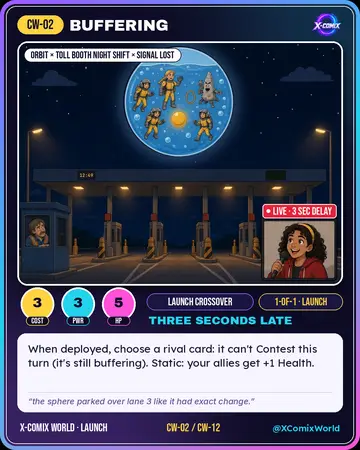 CW-02 BUFFERING
X-COMIX
ORBIT × TOLL BOOTH NIGHT SHIFT × SIGNAL LOST
12:49
LIVE · 3 SEC DELAY
3 3 5
COST PWR HP
LAUNCH CROSSOVER
1-OF-1 · LAUNCH
THREE SECONDS LATE
When deployed, choose a rival card: it can't Contest this
turn (it's still buffering). Static: your allies get +1 Health.
"the sphere parked over lane 3 like it had exact change."
X-COMIX WORLD · LAUNCH
CW-02 / CW-12
@XComixWorld